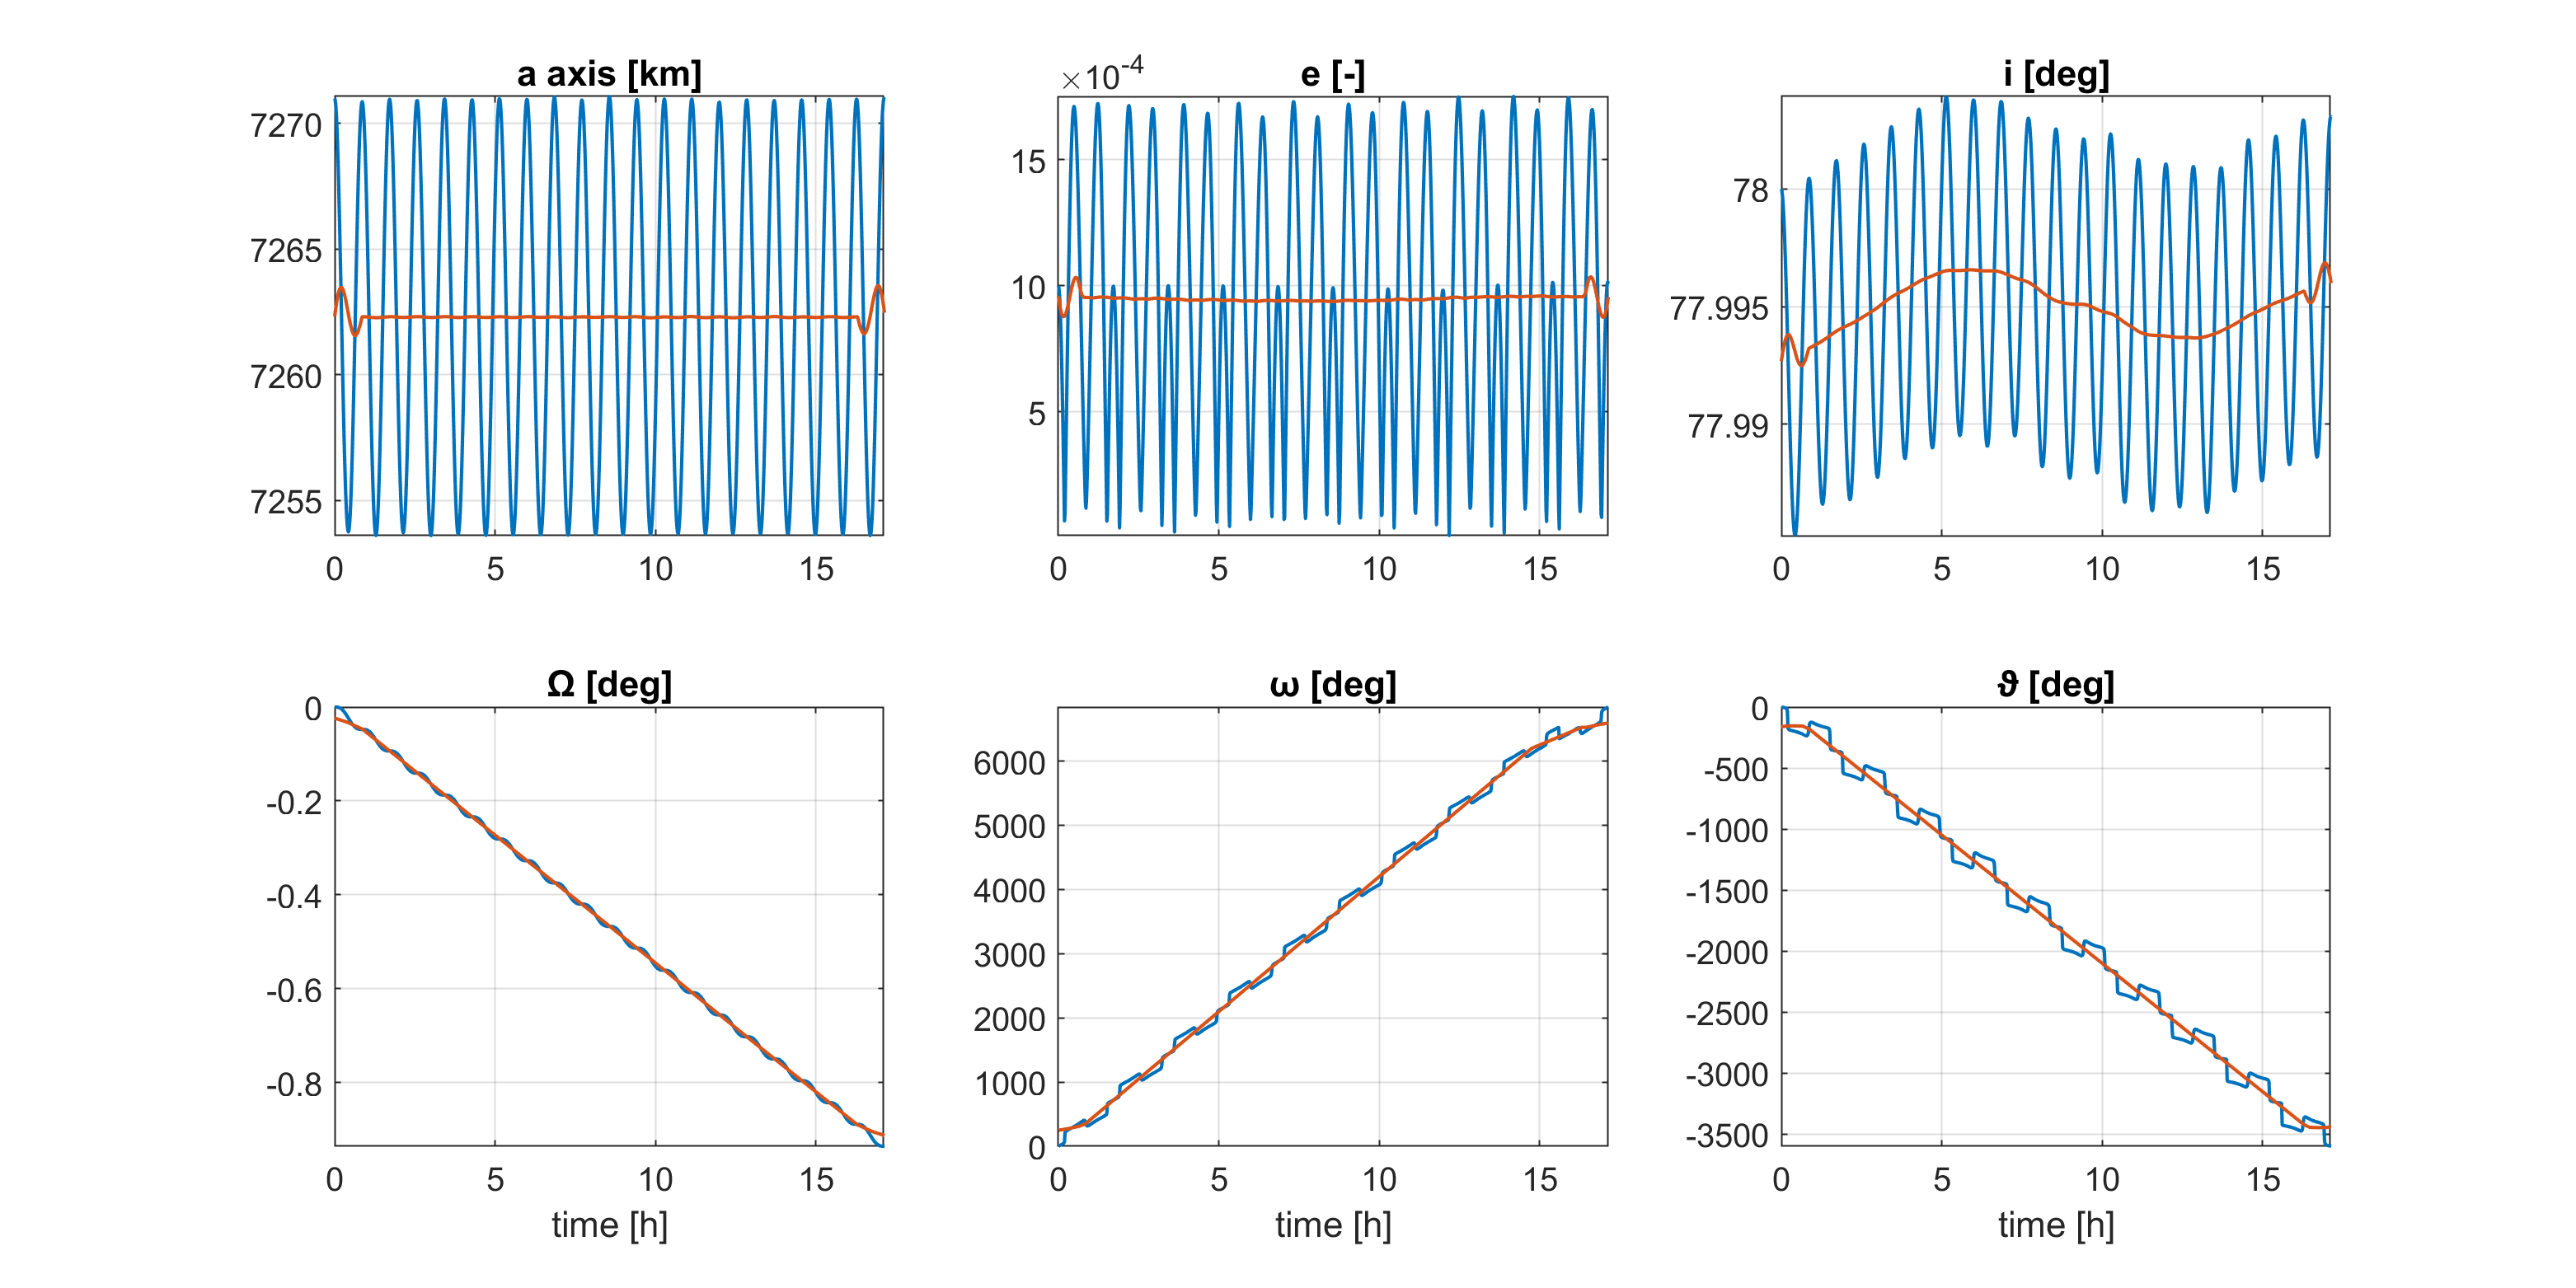 a axis [km]
7270
7265
7260
7255
0 5 10 15
e [-]
×10-4
15
10
5
0 5 10 15
i [deg]
78
77.995
77.99
0 5 10 15
Ω [deg]
0
-0.2
-0.4
-0.6
-0.8
0 5 10 15
time [h]
ω [deg]
6000
5000
4000
3000
2000
1000
0
0 5 10 15
time [h]
ϑ [deg]
0
-500
-1000
-1500
-2000
-2500
-3000
-3500
0 5 10 15
time [h]